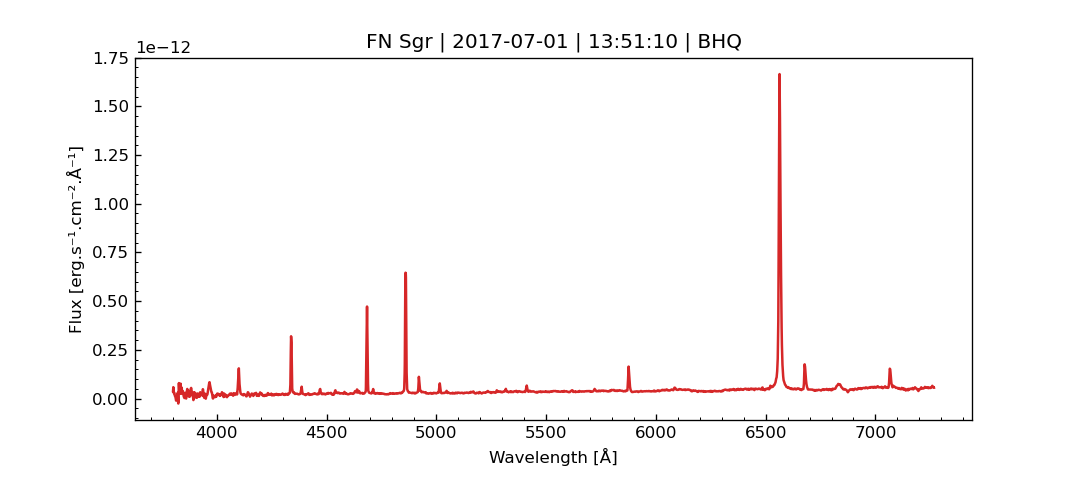 FN Sgr | 2017-07-01 | 13:51:10 | BHQ
1e−12
1.75
1.50
1.25
1.00
0.75
0.50
0.25
0.00
Flux [erg.s⁻¹.cm⁻².Å⁻¹]
4000 4500 5000 5500 6000 6500 7000
Wavelength [Å]